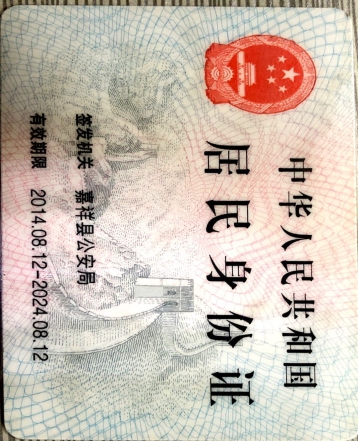 中华人民共和国
居民身份证
签发机关 嘉祥县公安局
有效期限 2014.08.12-2024.08.12